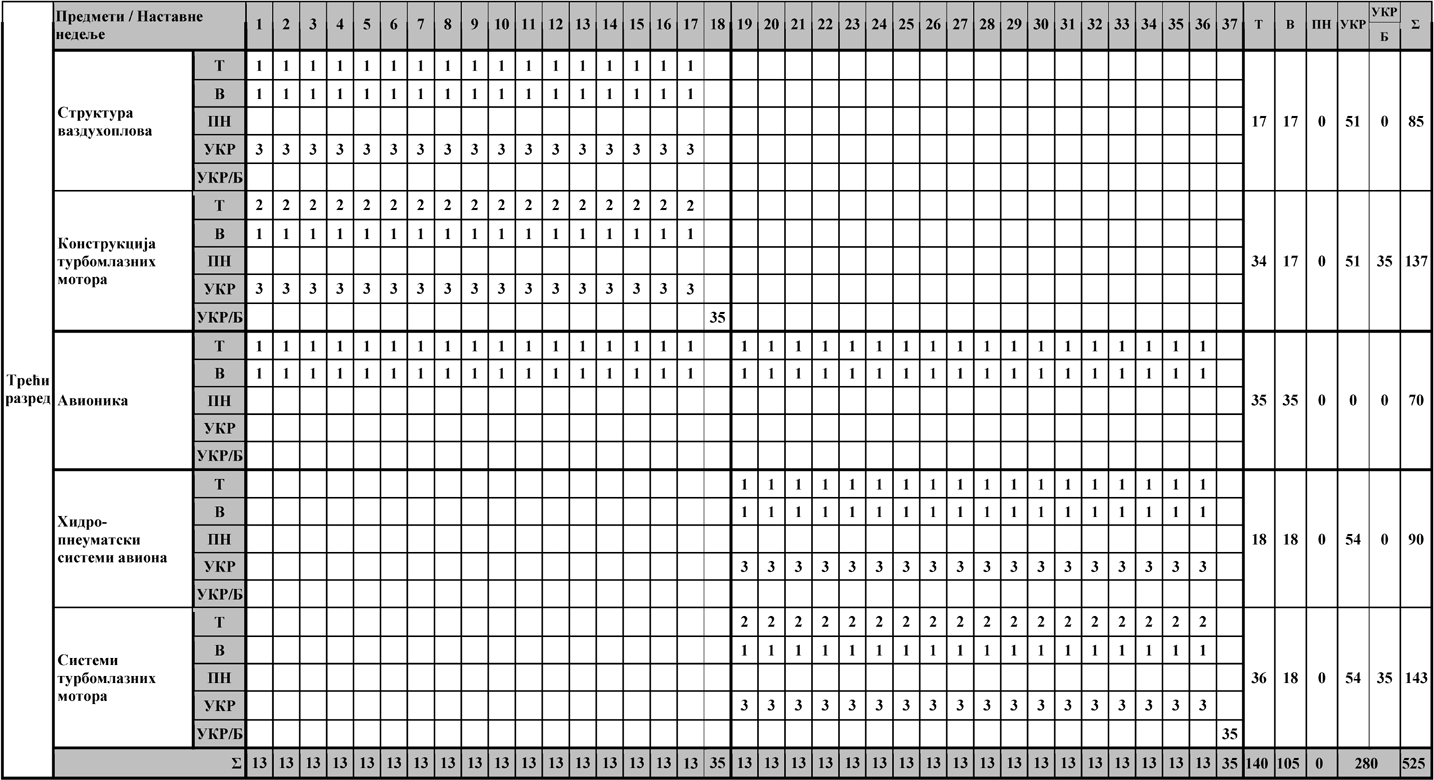 Предмети / Наставне недеље 1 2 3 4 5 6 7 8 9 10 11 12 13 14 15 16 17 18 19 20 21 22 23 24 25 26 27 28 29 30 31 32 33 34 35 36 37 Т В ПН УКР УКР Б Σ
Трећи разред
Структура ваздухоплова
Т 1 1 1 1 1 1 1 1 1 1 1 1 1 1 1 1 1
В 1 1 1 1 1 1 1 1 1 1 1 1 1 1 1 1 1
ПН
УКР 3 3 3 3 3 3 3 3 3 3 3 3 3 3 3 3 3
УКР/Б
17 17 0 51 0 85
Конструкција турбомлазних мотора
Т 2 2 2 2 2 2 2 2 2 2 2 2 2 2 2 2 2
В 1 1 1 1 1 1 1 1 1 1 1 1 1 1 1 1 1
ПН
УКР 3 3 3 3 3 3 3 3 3 3 3 3 3 3 3 3 3
УКР/Б 35
34 17 0 51 35 137
Авионика
Т 1 1 1 1 1 1 1 1 1 1 1 1 1 1 1 1 1 1 1 1 1 1 1 1 1 1 1 1 1 1 1 1 1 1 1
В 1 1 1 1 1 1 1 1 1 1 1 1 1 1 1 1 1 1 1 1 1 1 1 1 1 1 1 1 1 1 1 1 1 1 1
ПН
УКР
УКР/Б
35 35 0 0 0 70
Хидро-
пнеуматски
системи авиона
Т 1 1 1 1 1 1 1 1 1 1 1 1 1 1 1 1 1 1
В 1 1 1 1 1 1 1 1 1 1 1 1 1 1 1 1 1 1
ПН
УКР 3 3 3 3 3 3 3 3 3 3 3 3 3 3 3 3 3 3
УКР/Б
18 18 0 54 0 90
Системи турбомлазних мотора
Т 2 2 2 2 2 2 2 2 2 2 2 2 2 2 2 2 2 2
В 1 1 1 1 1 1 1 1 1 1 1 1 1 1 1 1 1 1
ПН
УКР 3 3 3 3 3 3 3 3 3 3 3 3 3 3 3 3 3 3
УКР/Б 35
36 18 0 54 35 143
Σ 13 13 13 13 13 13 13 13 13 13 13 13 13 13 13 13 13 35 13 13 13 13 13 13 13 13 13 13 13 13 13 13 13 13 13 13 35 140 105 0 280 525